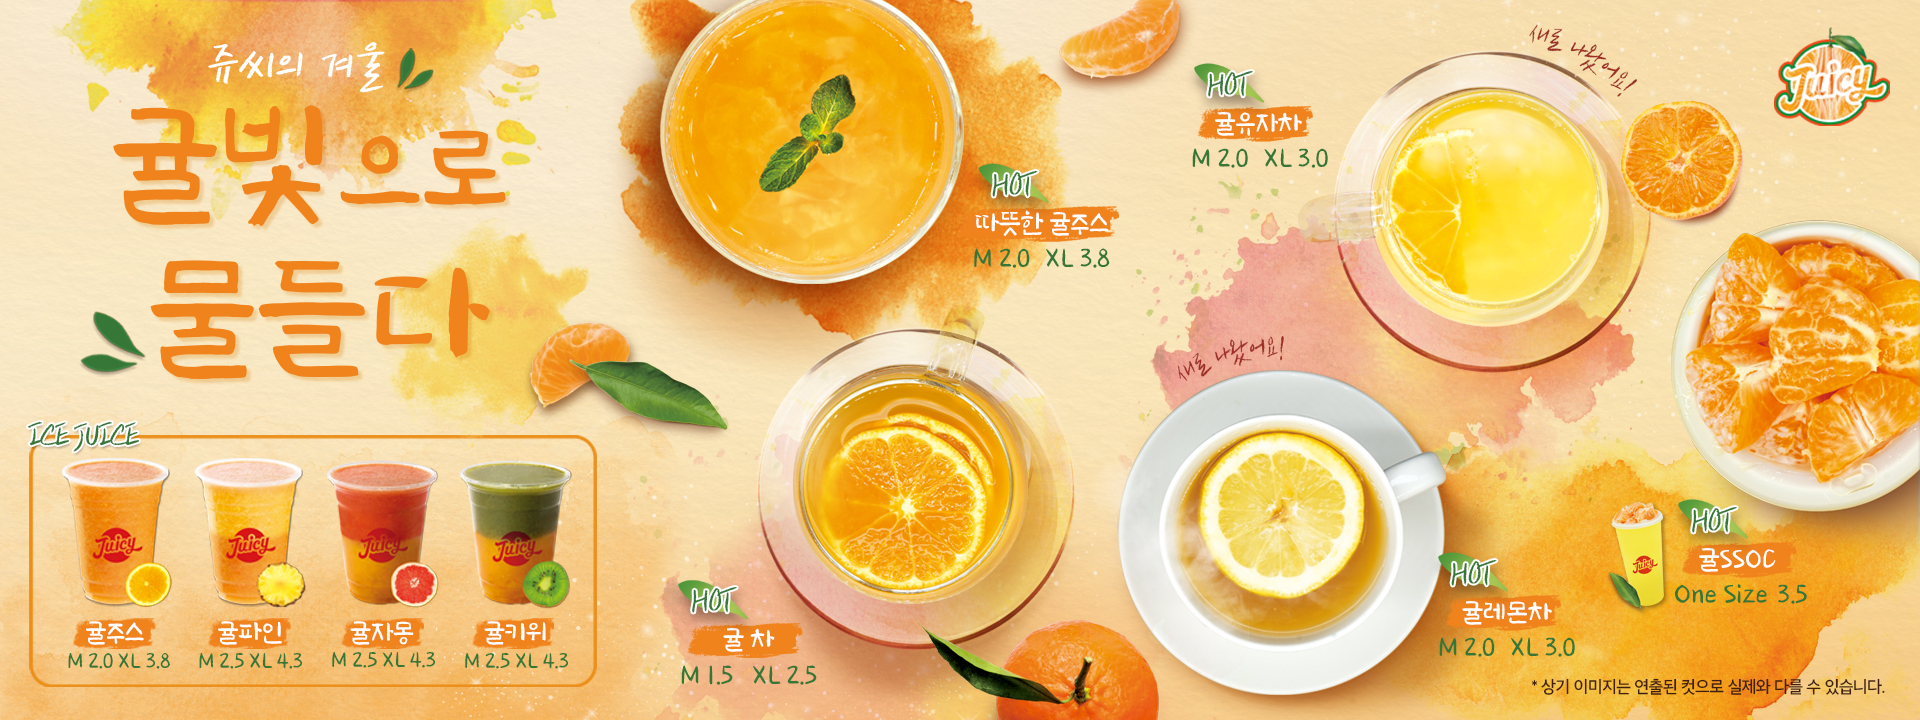 쥬씨의 겨울
귤빛으로
물들다
ICE JUICE
Juicy
Juicy
Juicy
Juicy
귤주스
M 2.0 XL 3.8
귤파인
M 2.5 XL 4.3
귤자몽
M 2.5 XL 4.3
귤키위
M 2.5 XL 4.3
HOT
따뜻한 귤주스
M 2.0 XL 3.8
HOT
귤 차
M 1.5 XL 2.5
새로 나왔어요!
HOT
귤유자차
M 2.0 XL 3.0
새로 나왔어요!
HOT
귤레몬차
M 2.0 XL 3.0
Juicy
Juicy
HOT
귤SSOC
One Size 3.5
* 상기 이미지는 연출된 컷으로 실제와 다를 수 있습니다.